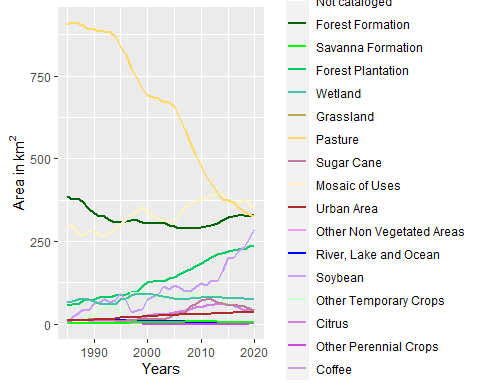 Not cataloged
Forest Formation
Savanna Formation
Forest Plantation
Wetland
Grassland
Pasture
Sugar Cane
Mosaic of Uses
Urban Area
Other Non Vegetated Areas
River, Lake and Ocean
Soybean
Other Temporary Crops
Citrus
Other Perennial Crops
Coffee
Area in km²
750
500
250
0
1990
2000
2010
2020
Years